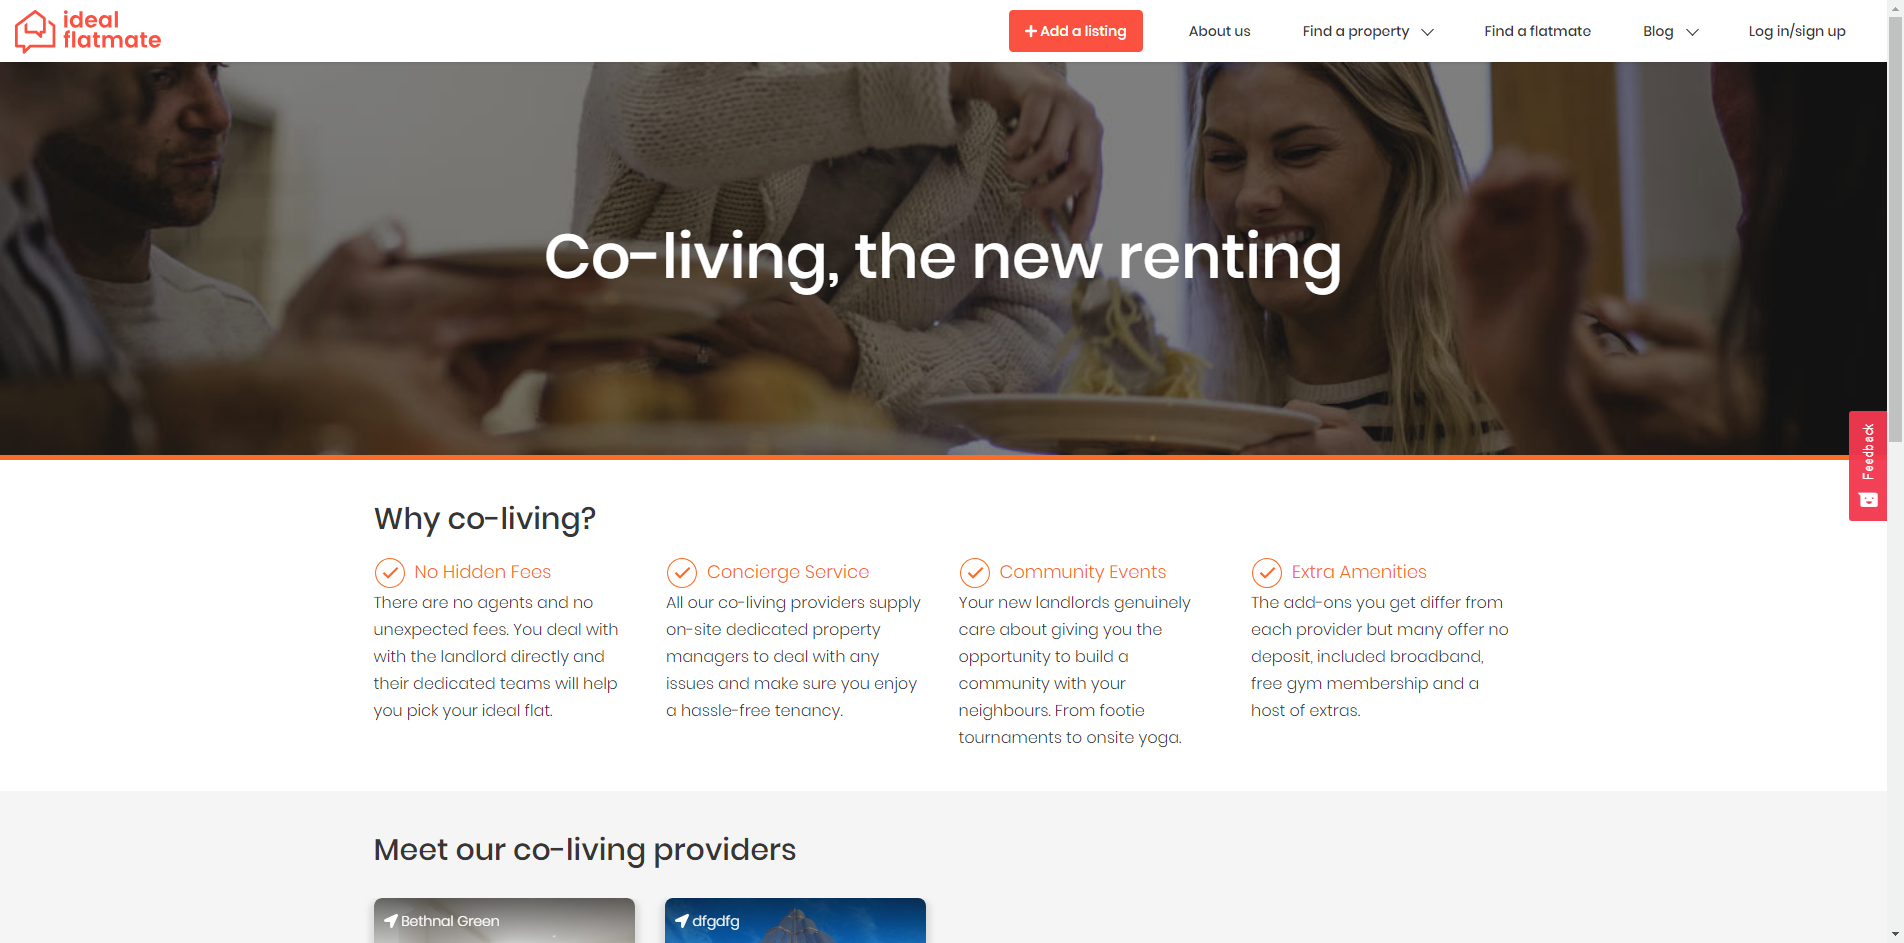 ideal
flatmate
Add a listing
About us
Find a property
Find a flatmate
Blog
Log in/sign up
Co-living, the new renting
Feedback
Why co-living?
No Hidden Fees
There are no agents and no
unexpected fees. You deal with
with the landlord directly and
their dedicated teams will help
you pick your ideal flat.
Concierge Service
All our co-living providers supply
on-site dedicated property
managers to deal with any
issues and make sure you enjoy
a hassle-free tenancy.
Community Events
Your new landlords genuinely
care about giving you the
opportunity to build a
community with your
neighbours. From footie
tournaments to onsite yoga.
Extra Amenities
The add-ons you get differ from
each provider but many offer no
deposit, included broadband,
free gym membership and a
host of extras.
Meet our co-living providers
Bethnal Green
dfgdfg